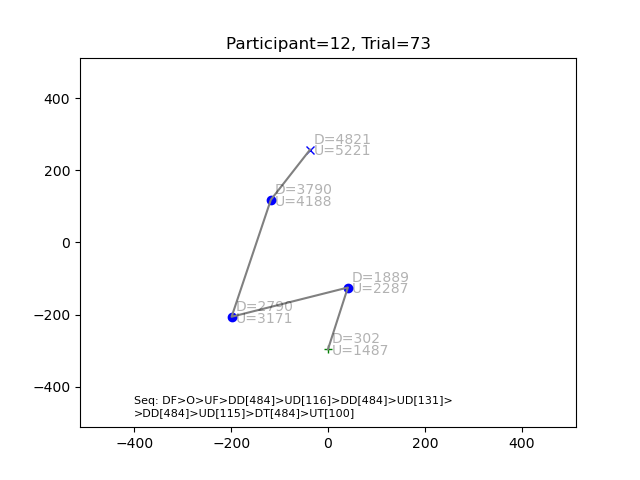 Participant=12, Trial=73
400
200
0
−200
−400
D=4821
U=5221
D=3790
U=4188
D=1889
U=2287
D=2790
U=3171
D=302
U=1487
Seq: DF>O>UF>DD[484]>UD[116]>DD[484]>UD[131]>
>DD[484]>UD[115]>DT[484]>UT[100]
−400 −200 0 200 400